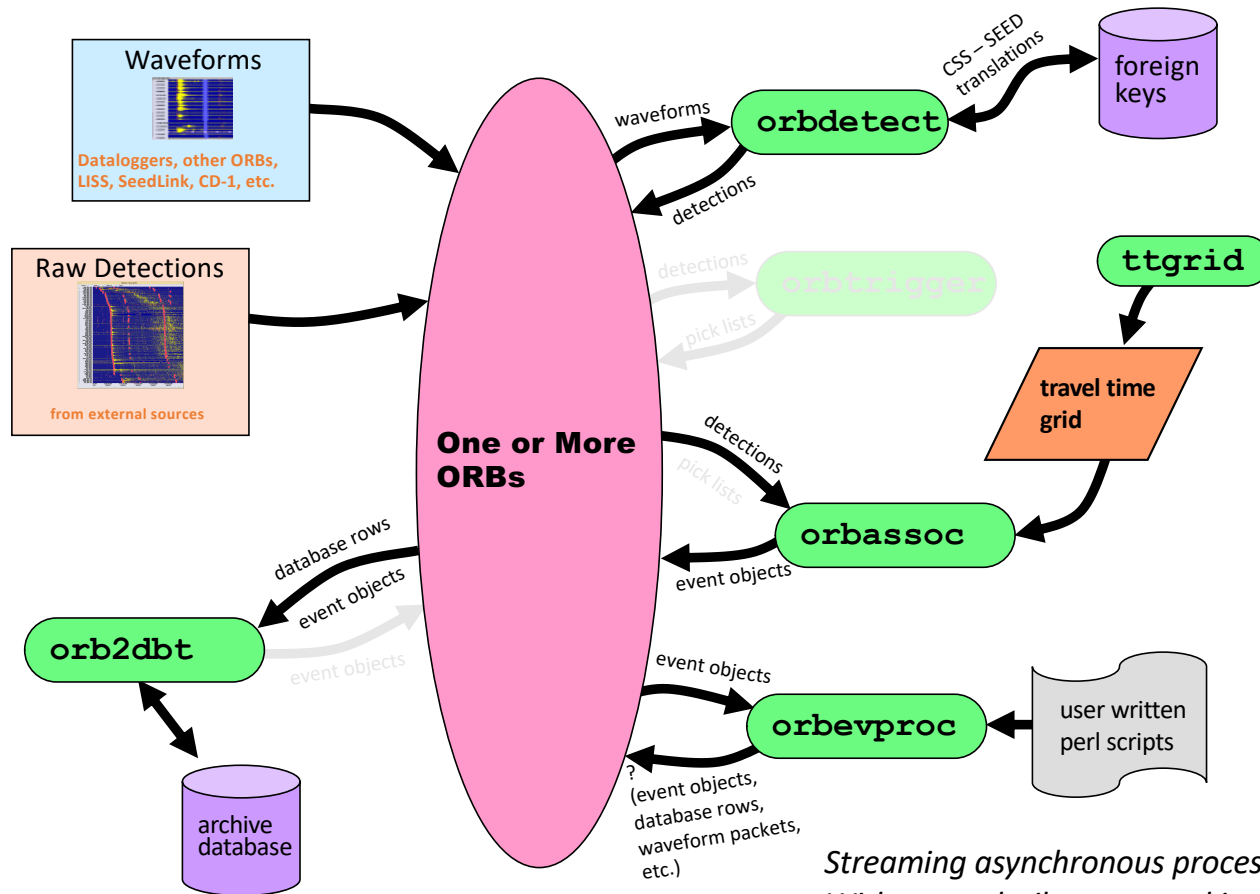 Waveforms
Dataloggers, other ORBs,
LISS, SeedLink, CD-1, etc.
Raw Detections
from external sources
One or More
ORBs
waveforms
detections
orbdetect
CSS – SEED
translations
foreign
keys
detections
orbtrigger
pick lists
ttgrid
travel time
grid
detections
pick lists
orbassoc
event objects
database rows
event objects
orb2dbt
event objects
archive
database
event objects
orbevproc
user written
perl scripts
?
(event objects,
database rows,
waveform packets,
etc.)
Streaming asynchronous proces